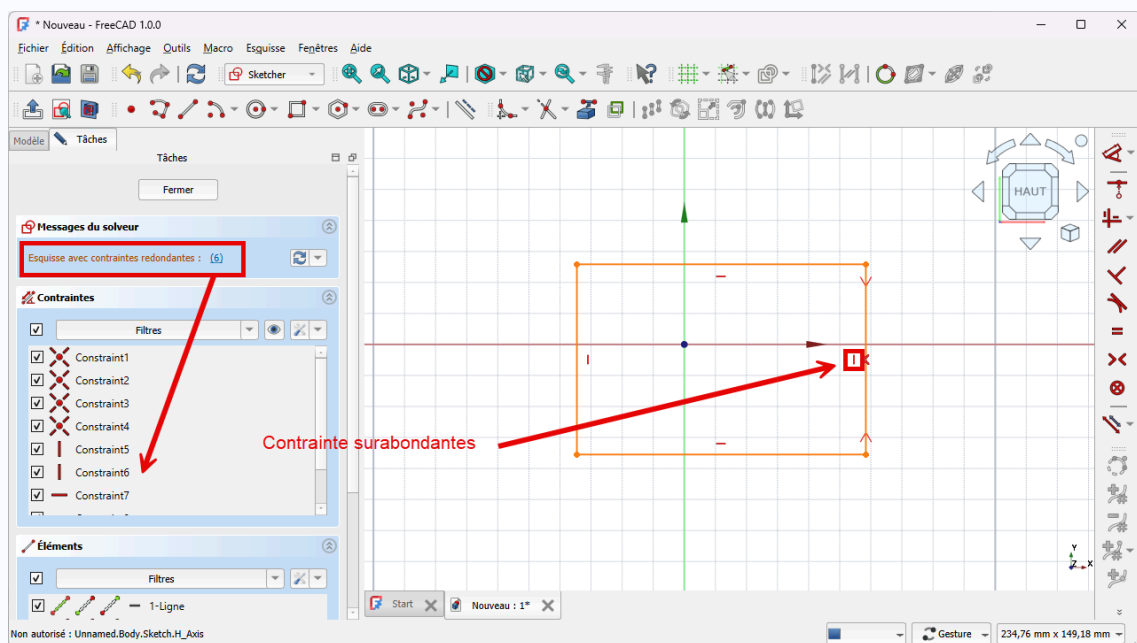 * Nouveau - FreeCAD 1.0.0
Fichier Édition Affichage Outils Macro Esquisse Fenêtres Aide
Sketcher
Modèle Tâches
Tâches
Fermer
Messages du solveur
Esquisse avec contraintes redondantes : (6)
Contraintes
Filtres
Constraint1
Constraint2
Constraint3
Constraint4
Constraint5
Constraint6
Constraint7
Éléments
Filtres
1-Ligne
HAUT
Contrainte surabondantes
Y
Z X
Start Nouveau : 1*
Non autorisé : Unnamed.Body.Sketch.H_Axis
Gesture 234,76 mm x 149,18 mm